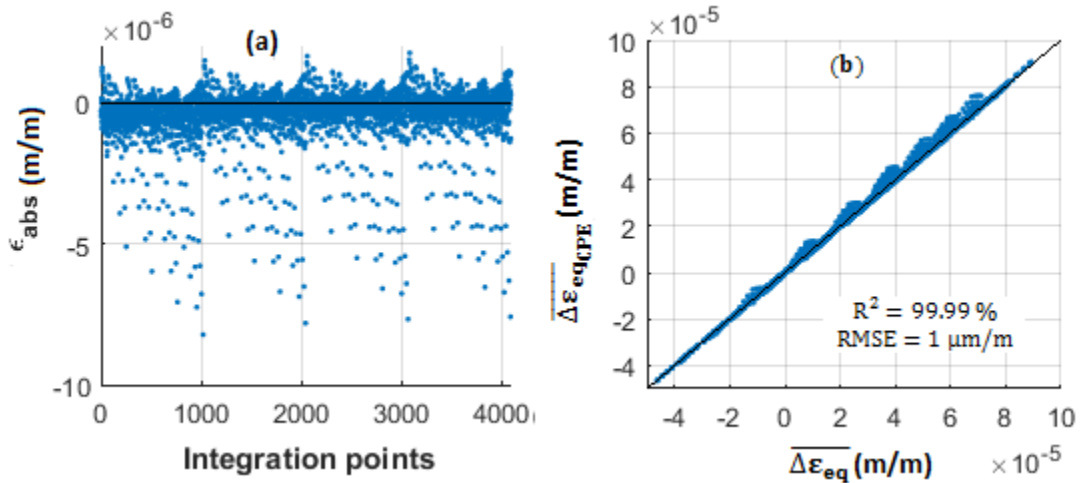 × 10⁻⁶
(a)
0
-5
-10
ϵabs (m/m)
0 1000 2000 3000 4000
Integration points
× 10⁻⁵
(b)
10
8
6
4
2
0
-2
-4
Δεeq_CPE (m/m)
R² = 99.99 %
RMSE = 1 μm/m
-4 -2 0 2 4 6 8 10
Δεeq (m/m)
× 10⁻⁵